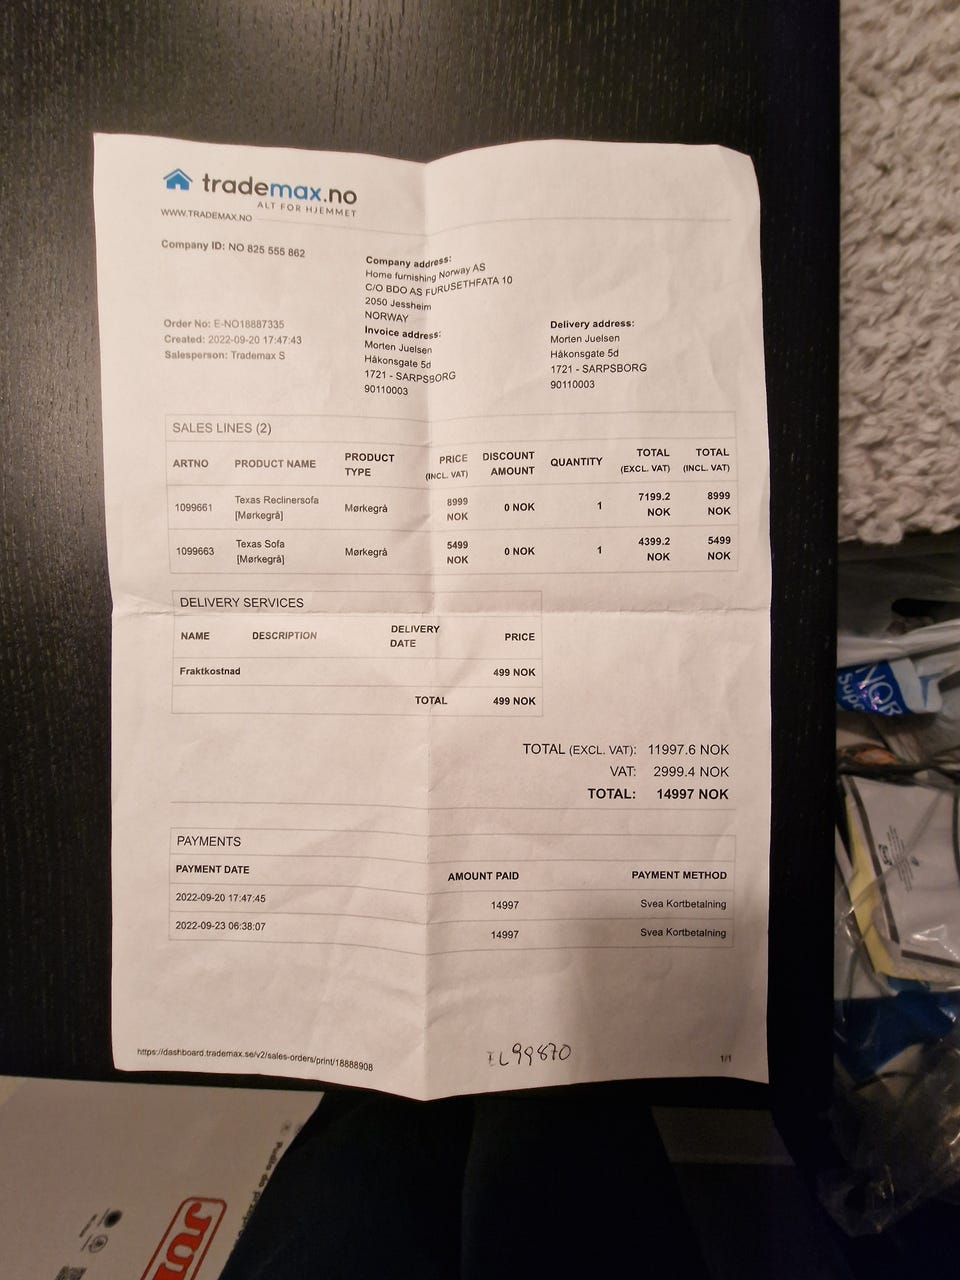 trademax.no
ALT FOR HJEMMET
WWW.TRADEMAX.NO
Company ID: NO 825 555 862
Company address:
Home furnishing Norway AS
C/O BDO AS FURUSETHFATA 10
2050 Jessheim
NORWAY
Order No: E-NO18887335
Created: 2022-09-20 17:47:43
Salesperson: Trademax S
Invoice address:
Morten Juelsen
Håkonsgate 5d
1721 - SARPSBORG
90110003
Delivery address:
Morten Juelsen
Håkonsgate 5d
1721 - SARPSBORG
90110003
SALES LINES (2)
ARTNO PRODUCT NAME PRODUCT TYPE PRICE (INCL. VAT) DISCOUNT AMOUNT QUANTITY TOTAL (EXCL. VAT) TOTAL (INCL. VAT)
1099661 Texas Reclinersofa [Mørkegrå] Mørkegrå 8999 NOK 0 NOK 1 7199.2 NOK 8999 NOK
1099663 Texas Sofa [Mørkegrå] Mørkegrå 5499 NOK 0 NOK 1 4399.2 NOK 5499 NOK
DELIVERY SERVICES
NAME DESCRIPTION DELIVERY DATE PRICE
Fraktkostnad 499 NOK
TOTAL 499 NOK
TOTAL (EXCL. VAT): 11997.6 NOK
VAT: 2999.4 NOK
TOTAL: 14997 NOK
PAYMENTS
PAYMENT DATE AMOUNT PAID PAYMENT METHOD
2022-09-20 17:47:45 14997 Svea Kortbetalning
2022-09-23 06:38:07 14997 Svea Kortbetalning
https://dashboard.trademax.se/v2/sales-orders/print/18888908
IL99870
1/1